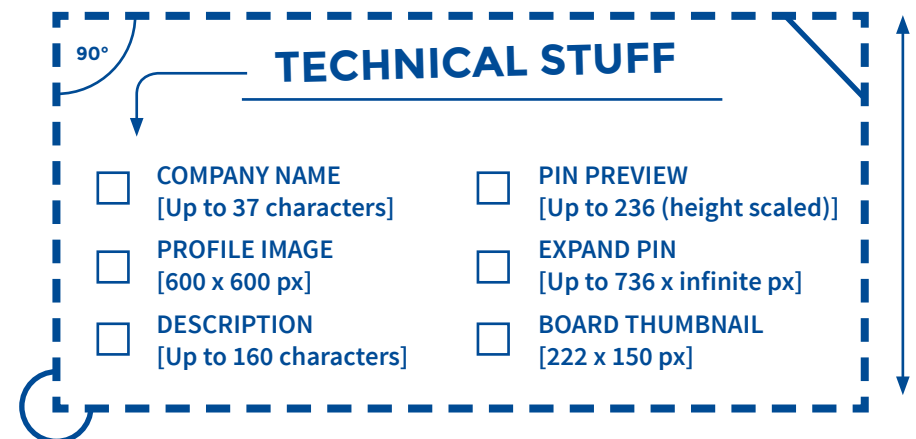 90°
TECHNICAL STUFF
COMPANY NAME
[Up to 37 characters]
PROFILE IMAGE
[600 x 600 px]
DESCRIPTION
[Up to 160 characters]
PIN PREVIEW
[Up to 236 (height scaled)]
EXPAND PIN
[Up to 736 x infinite px]
BOARD THUMBNAIL
[222 x 150 px]